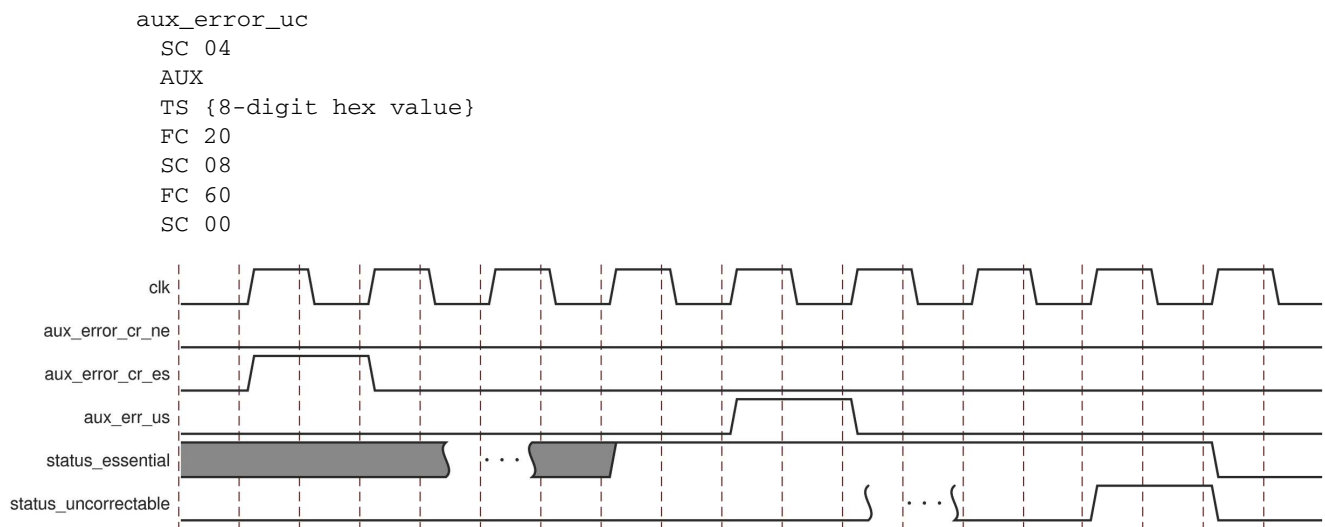 aux_error_uc
SC 04
AUX
TS {8-digit hex value}
FC 20
SC 08
FC 60
SC 00
clk
aux_error_cr_ne
aux_error_cr_es
aux_err_us
status_essential
. . .
status_uncorrectable
. . .